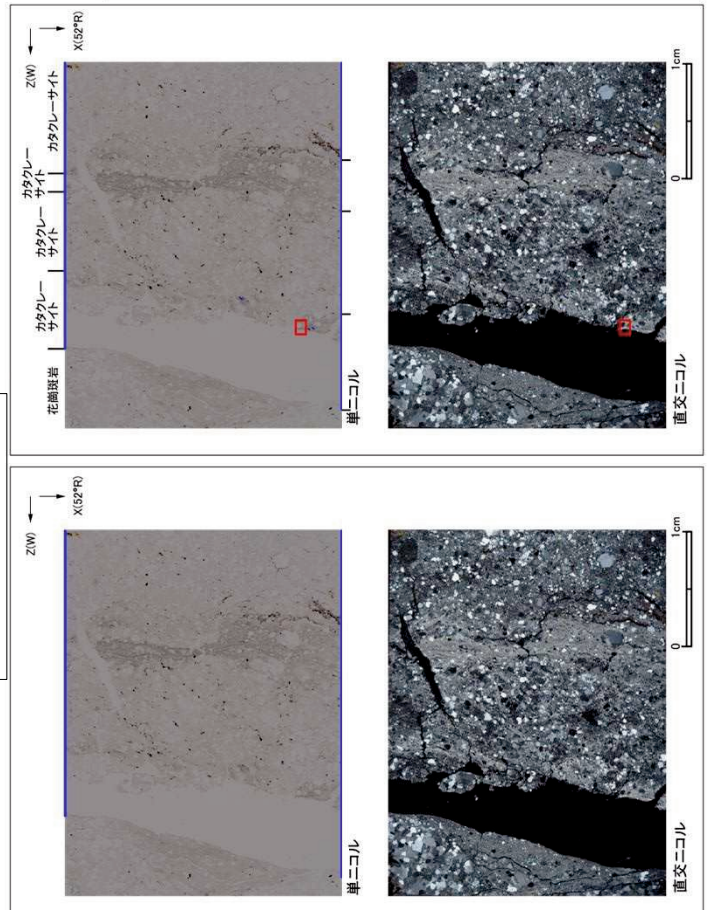 Z(W)
X(52°R)
カタクレーサイト
カタクレー
サイト
カタクレー
サイト
カタクレー
サイト
花崗斑岩
単ニコル
直交ニコル
0
1cm
Z(W)
X(52°R)
単ニコル
直交ニコル
0
1cm